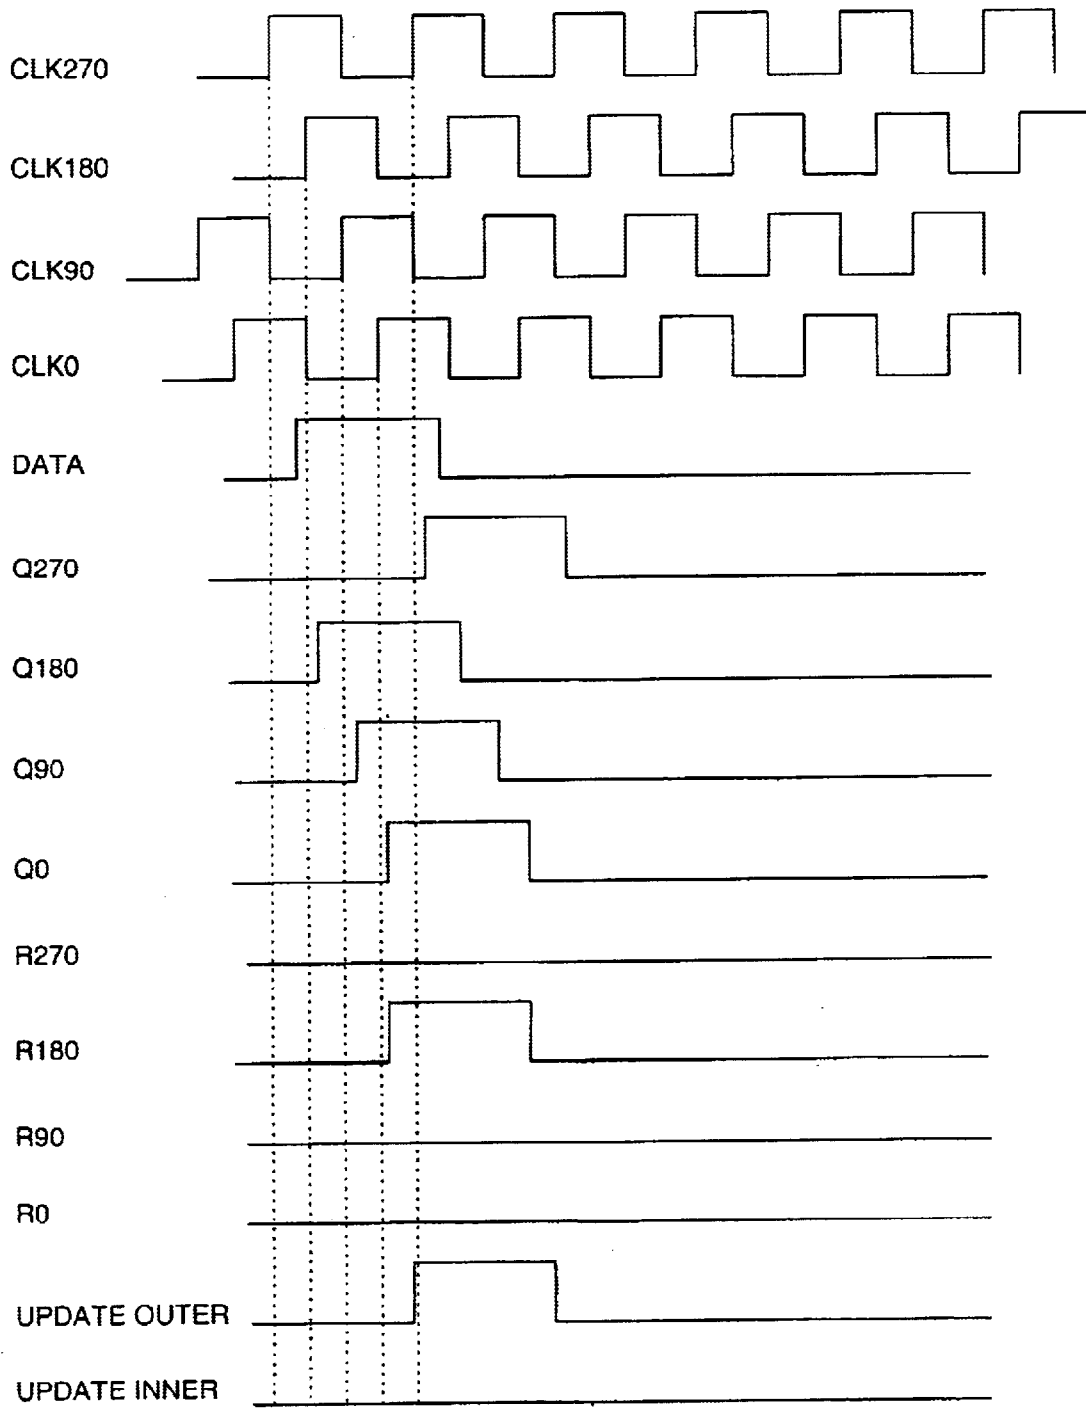 CLK270
CLK180
CLK90
CLK0
DATA
Q270
Q180
Q90
Q0
R270
R180
R90
R0
UPDATE OUTER
UPDATE INNER